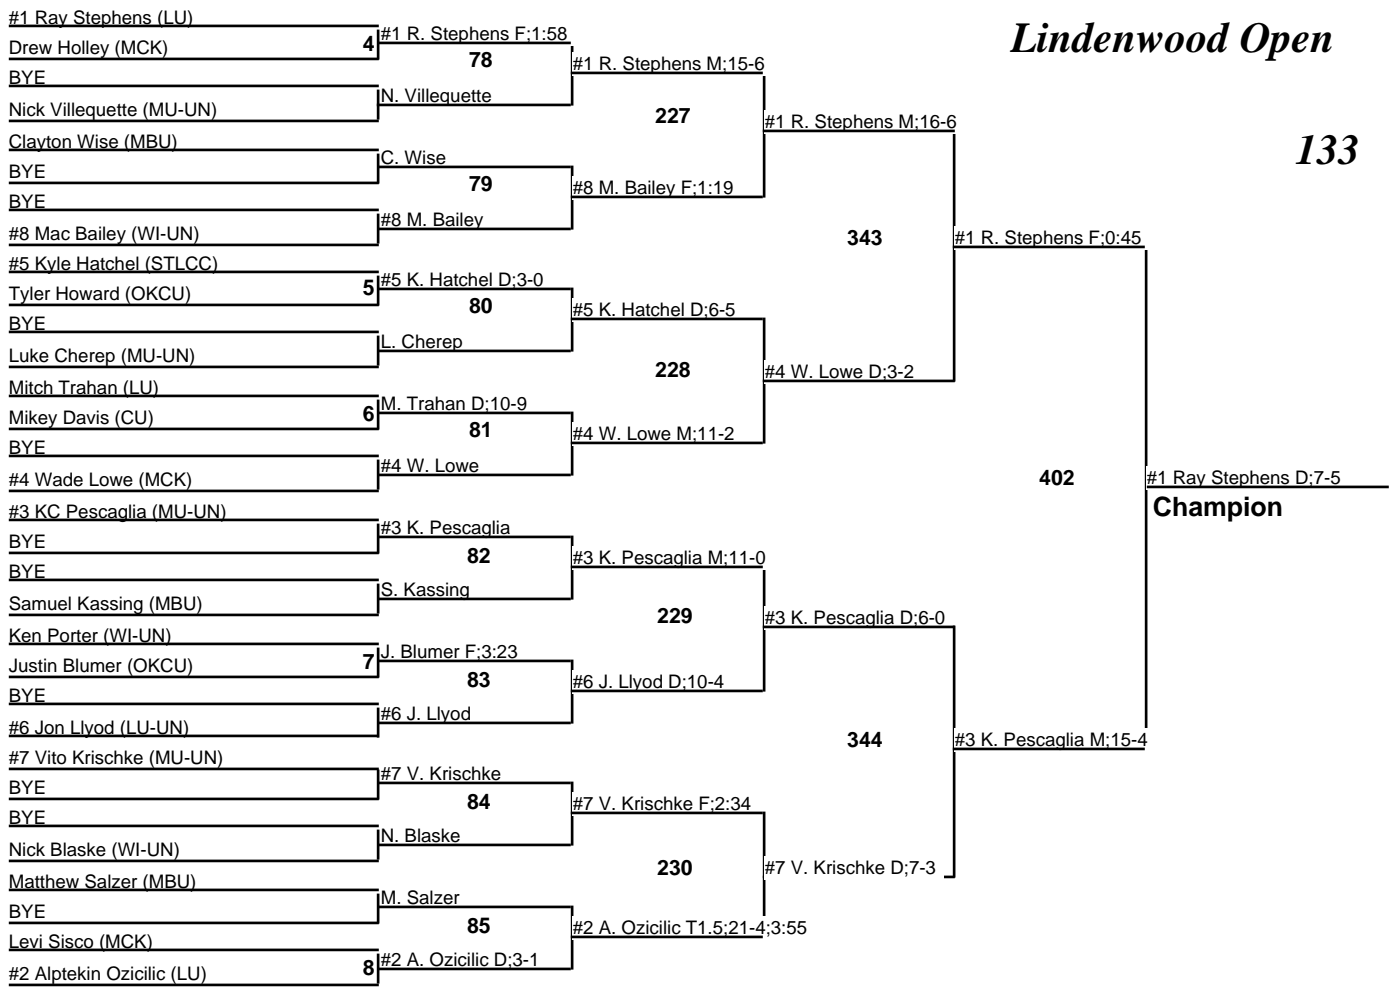 Lindenwood Open
133
#1 Ray Stephens (LU)
Drew Holley (MCK)
BYE
Nick Villequette (MU-UN)
Clayton Wise (MBU)
BYE
BYE
#8 Mac Bailey (WI-UN)
#5 Kyle Hatchel (STLCC)
Tyler Howard (OKCU)
BYE
Luke Cherep (MU-UN)
Mitch Trahan (LU)
Mikey Davis (CU)
BYE
#4 Wade Lowe (MCK)
#3 KC Pescaglia (MU-UN)
BYE
BYE
Samuel Kassing (MBU)
Ken Porter (WI-UN)
Justin Blumer (OKCU)
BYE
#6 Jon Llyod (LU-UN)
#7 Vito Krischke (MU-UN)
BYE
BYE
Nick Blaske (WI-UN)
Matthew Salzer (MBU)
BYE
Levi Sisco (MCK)
#2 Alptekin Ozicilic (LU)
4
5
6
7
8
#1 R. Stephens F;1:58
78
N. Villequette
C. Wise
79
#8 M. Bailey
#5 K. Hatchel D;3-0
80
L. Cherep
M. Trahan D;10-9
81
#4 W. Lowe
#3 K. Pescaglia
82
S. Kassing
J. Blumer F;3:23
83
#6 J. Llyod
#7 V. Krischke
84
N. Blaske
M. Salzer
85
#2 A. Ozicilic D;3-1
#1 R. Stephens M;15-6
227
#8 M. Bailey F;1:19
#5 K. Hatchel D;6-5
228
#4 W. Lowe M;11-2
#3 K. Pescaglia M;11-0
229
#6 J. Llyod D;10-4
#7 V. Krischke F;2:34
230
#2 A. Ozicilic T1.5;21-4;3:55
#1 R. Stephens M;16-6
343
#4 W. Lowe D;3-2
#3 K. Pescaglia D;6-0
344
#7 V. Krischke D;7-3
#1 R. Stephens F;0:45
402
#3 K. Pescaglia M;15-4
#1 Ray Stephens D;7-5
Champion